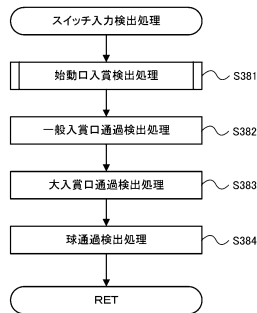 スイッチ入力検出処理
始動口入賞検出処理
S381
一般入賞口通過検出処理
S382
大入賞口通過検出処理
S383
球通過検出処理
S384
RET